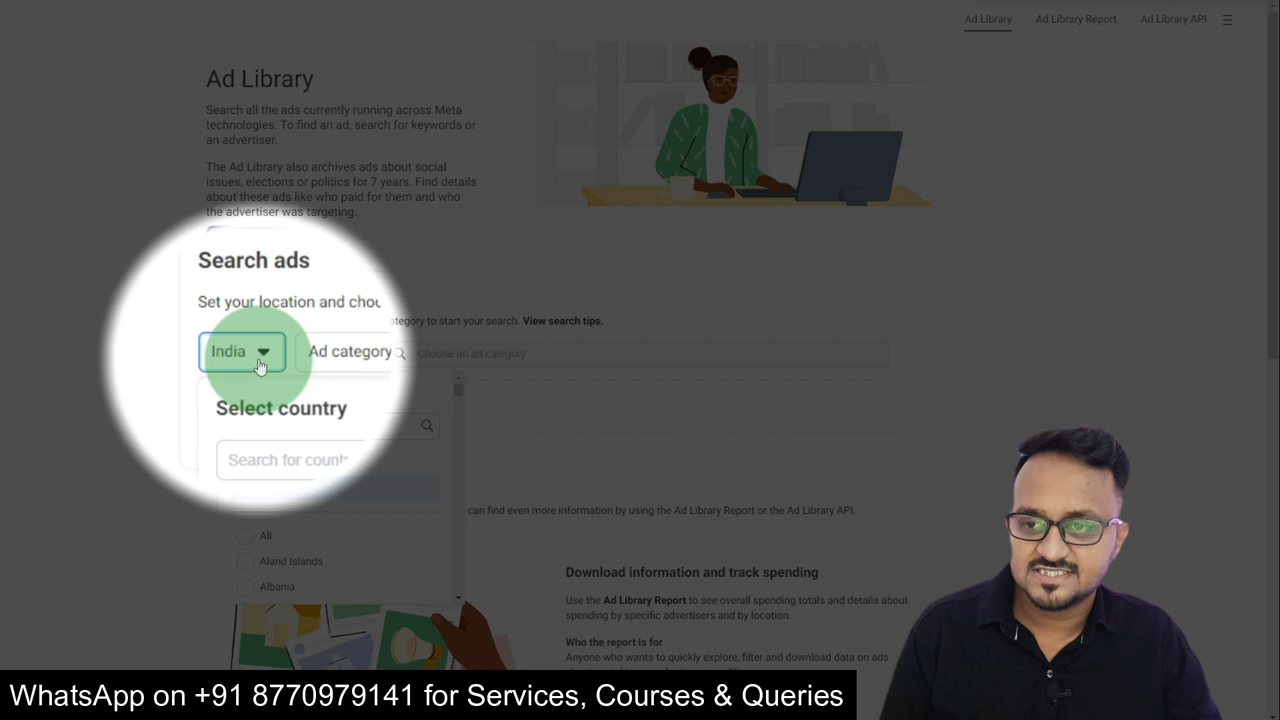 Ad Library
Ad Library Report
Ad Library API
Ad Library
Search all the ads currently running across Meta
technologies. To find an ad, search for keywords or
an advertiser.
The Ad Library also archives ads about social
issues, elections or politics for 7 years. Find details
about these ads like who paid for them and who
the advertiser was targeting.
Search ads
Set your location and
ategory to start your search. View search tips.
India
Ad category
Choose an ad category
Select country
Search for
can find even more information by using the Ad Library Report or the Ad Library API.
All
Aland Islands
Albania
Download information and track spending
Use the Ad Library Report to see overall spending totals and details about
spending by specific advertisers and by location.
Who the report is for
Anyone who wants to quickly explore, filter and download data on ads
WhatsApp on +91 8770979141 for Services, Courses & Queries